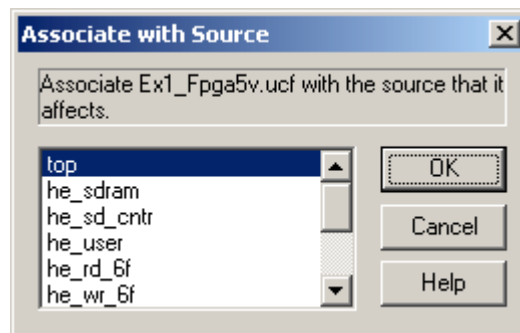 Associate with Source
Associate Ex1_Fpga5v.ucf with the source that it
affects.
top
he_sdram
he_sd_cntr
he_user
he_rd_6f
he_wr_6f
OK
Cancel
Help